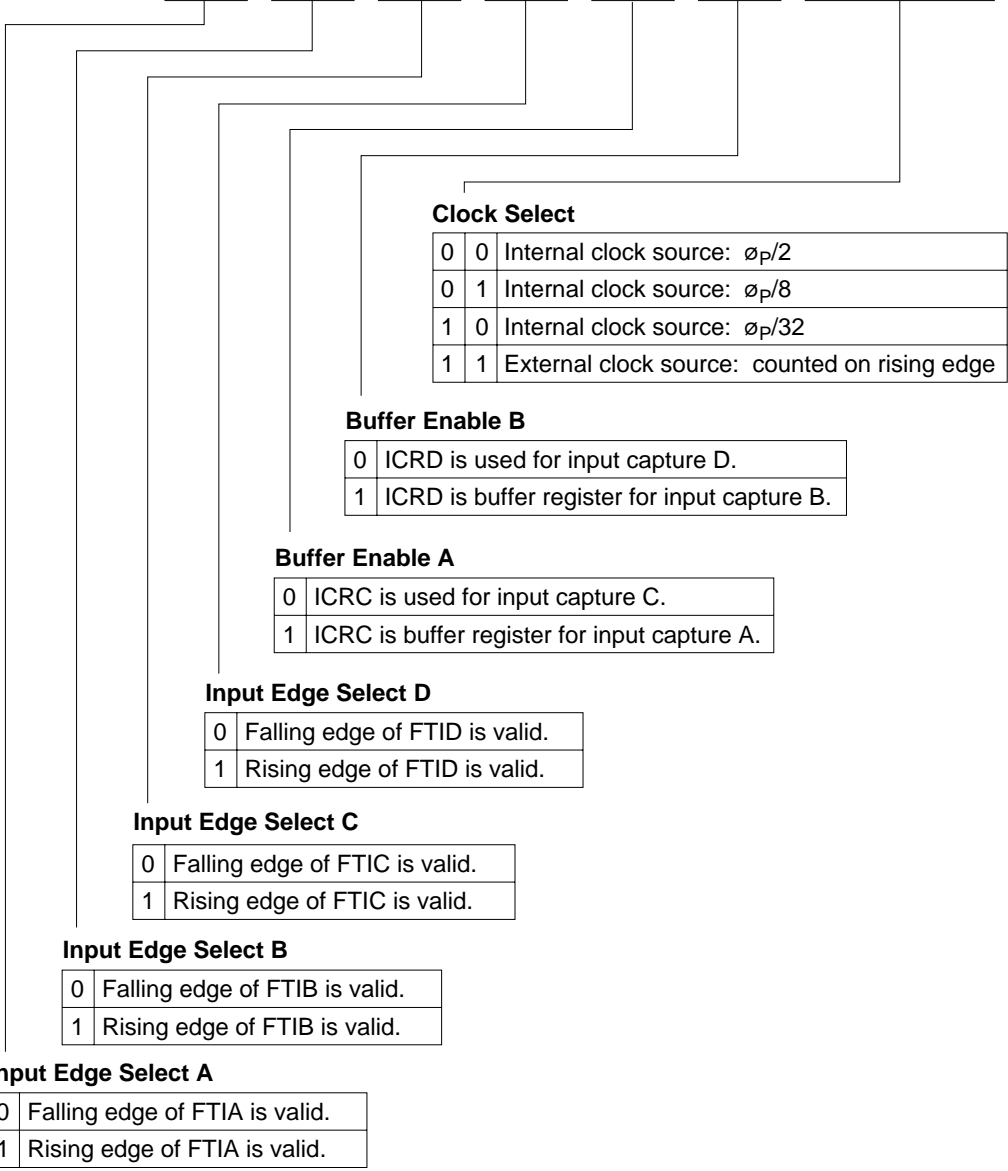 Clock Select
0 0 Internal clock source: øP/2
0 1 Internal clock source: øP/8
1 0 Internal clock source: øP/32
1 1 External clock source: counted on rising edge
Buffer Enable B
0 ICRD is used for input capture D.
1 ICRD is buffer register for input capture B.
Buffer Enable A
0 ICRC is used for input capture C.
1 ICRC is buffer register for input capture A.
Input Edge Select D
0 Falling edge of FTID is valid.
1 Rising edge of FTID is valid.
Input Edge Select C
0 Falling edge of FTIC is valid.
1 Rising edge of FTIC is valid.
Input Edge Select B
0 Falling edge of FTIB is valid.
1 Rising edge of FTIB is valid.
nput Edge Select A
0 Falling edge of FTIA is valid.
1 Rising edge of FTIA is valid.